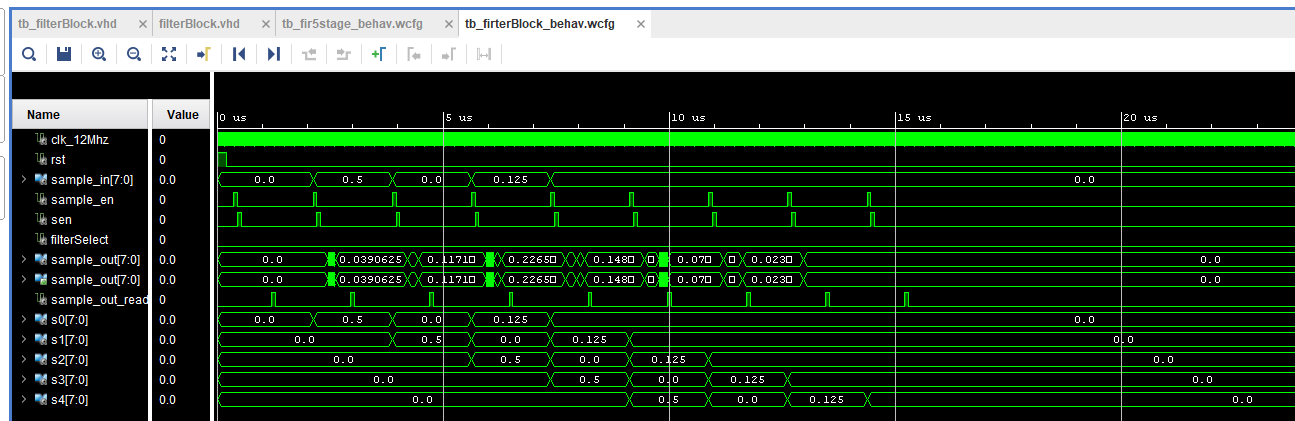 tb_filterBlock.vhd × filterBlock.vhd × tb_fir5stage_behav.wcfg × tb_firterBlock_behav.wcfg ×
Name Value 0 us 5 us 10 us 15 us 20 us
clk_12Mhz 0
rst 0
sample_in[7:0] 0.0 0.0 0.5 0.0 0.125 0.0
sample_en 0
sen 0
filterSelect 0
sample_out[7:0] 0.0 0.0 0.0390625 0.1171□ 0.2265□ 0.148□ □ 0.07□ □ 0.023□ 0.0
sample_out[7:0] 0.0 0.0 0.0390625 0.1171□ 0.2265□ 0.148□ □ 0.07□ □ 0.023□ 0.0
sample_out_read 0
s0[7:0] 0.0 0.0 0.5 0.0 0.125 0.0
s1[7:0] 0.0 0.0 0.5 0.0 0.125 0.0
s2[7:0] 0.0 0.0 0.5 0.0 0.125 0.0
s3[7:0] 0.0 0.0 0.5 0.0 0.125 0.0
s4[7:0] 0.0 0.0 0.5 0.0 0.125 0.0